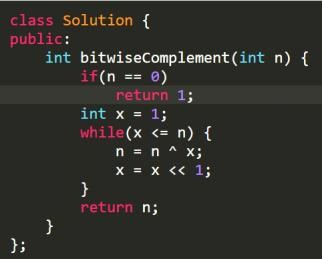 class Solution {
public:
    int bitwiseComplement(int n) {
        if(n == 0)
            return 1;
        int x = 1;
        while(x <= n) {
            n = n ^ x;
            x = x << 1;
        }
        return n;
    }
};